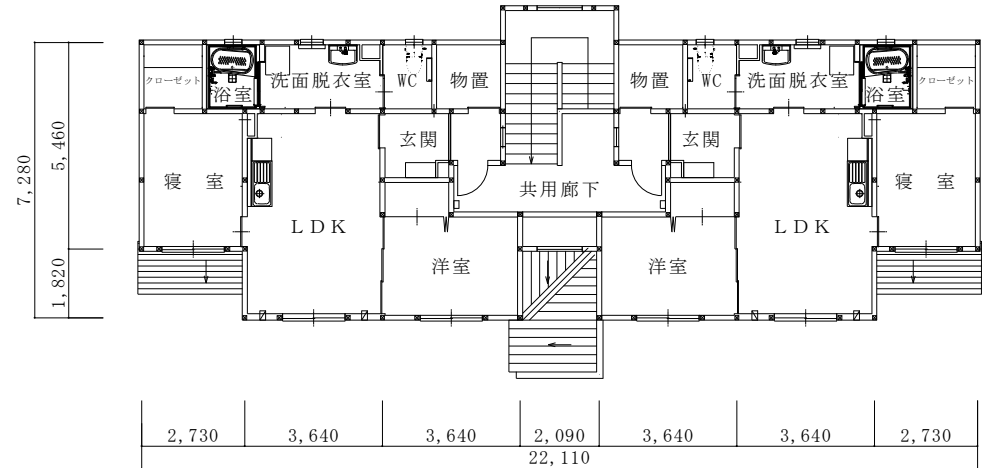 クローゼット 浴室 洗面脱衣室 WC 物置 物置 WC 洗面脱衣室 浴室 クローゼット
玄関 玄関
寝室 共用廊下 寝室
LDK LDK
洋室 洋室
7,280
5,460
1,820
2,730 3,640 3,640 2,090 3,640 3,640 2,730
22,110